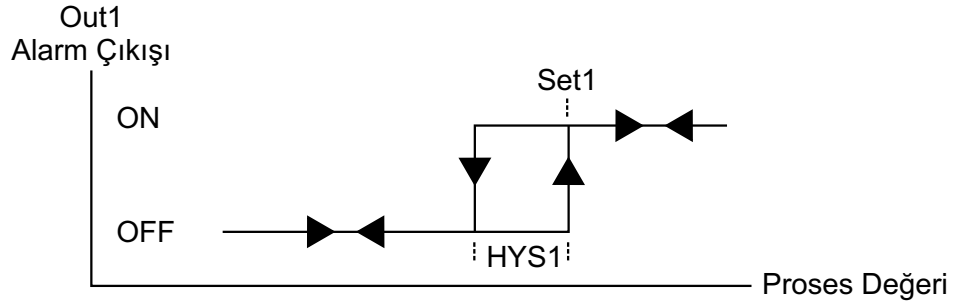 Out1
Alarm Çıkışı
Set1
ON
OFF
HYS1
Proses Değeri